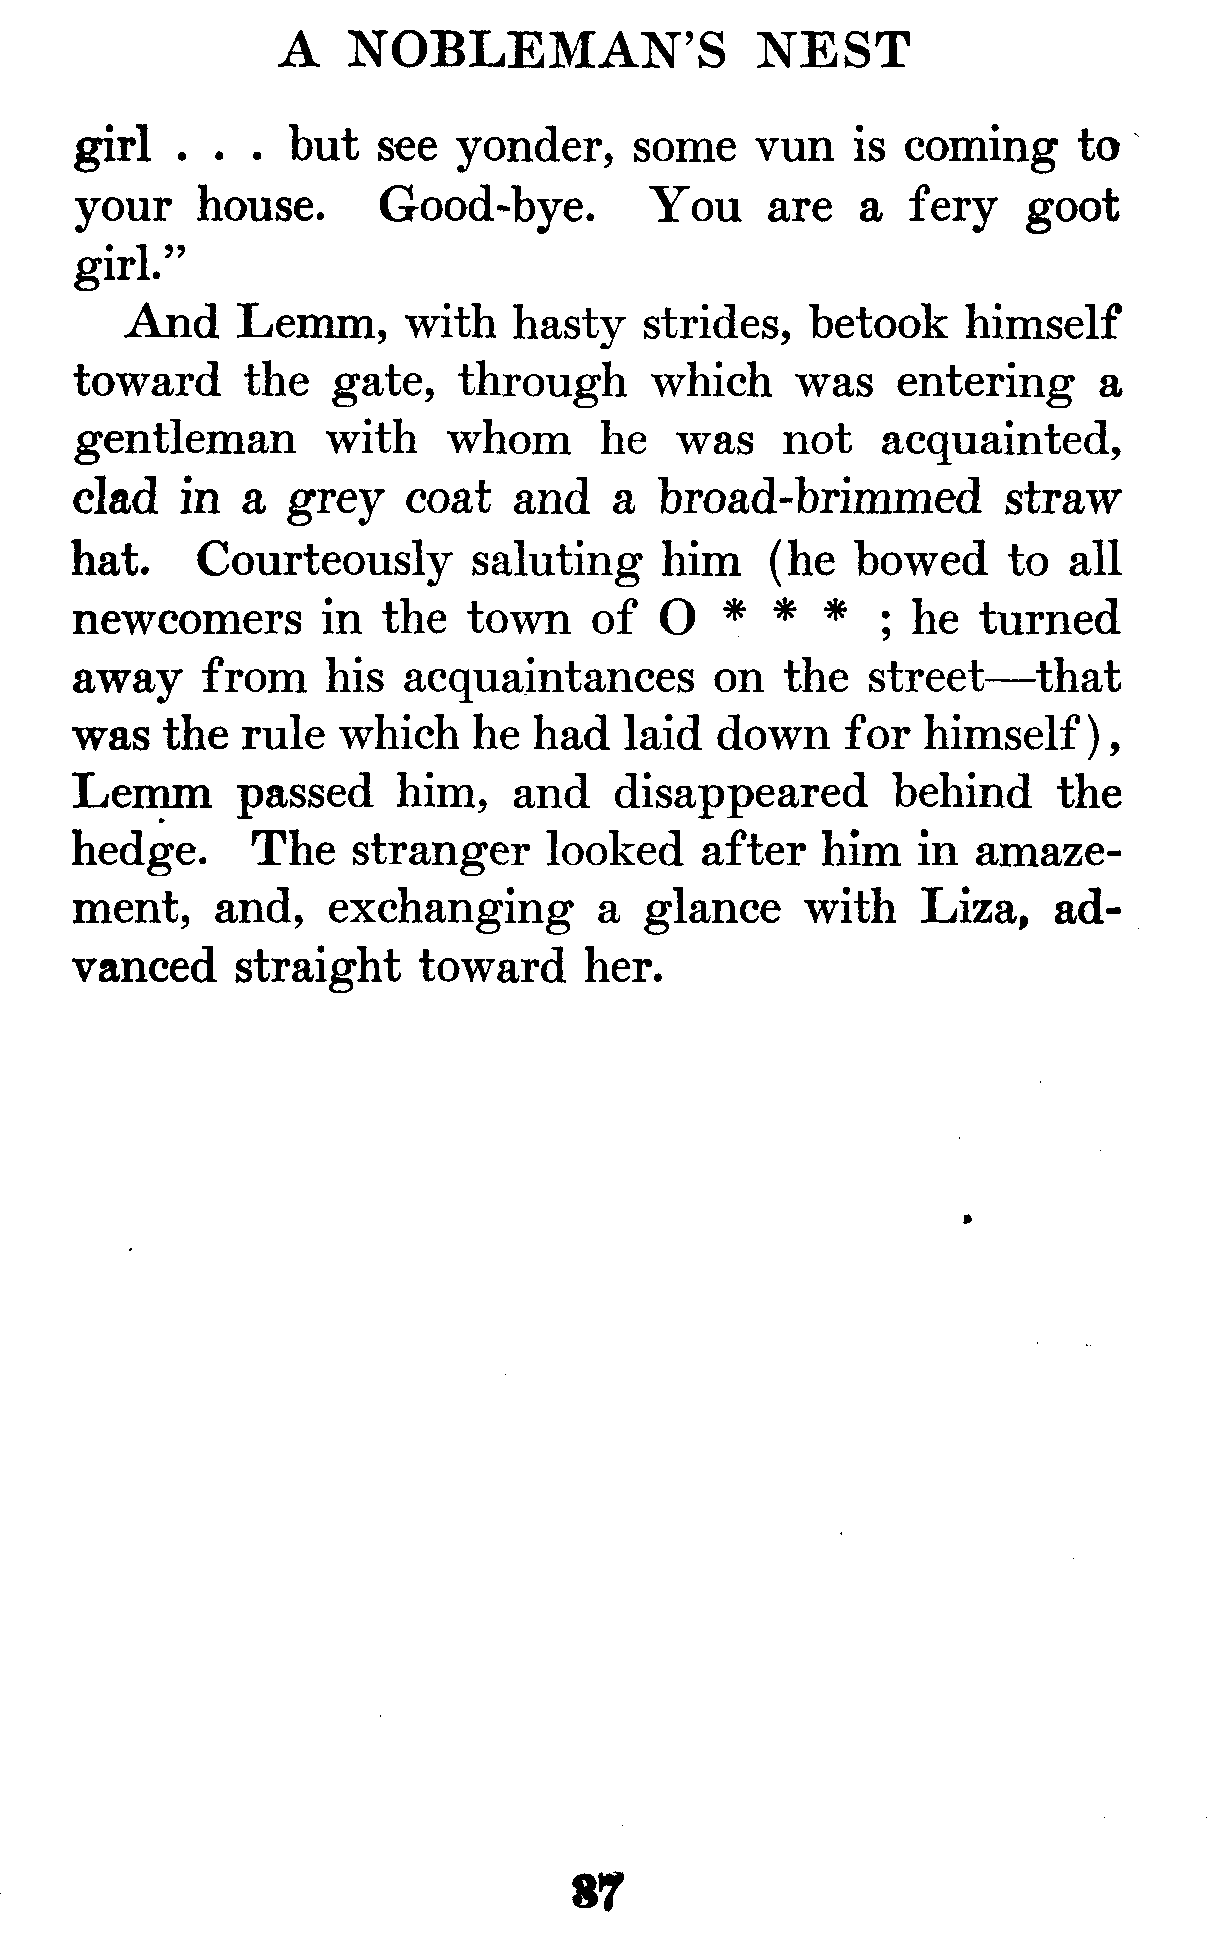 A NOBLEMAN'S NEST
girl . . . but see yonder, some vun is coming to
your house. Good-bye. You are a fery goot
girl."
And Lemm, with hasty strides, betook himself
toward the gate, through which was entering a
gentleman with whom he was not acquainted,
clad in a grey coat and a broad-brimmed straw
hat. Courteously saluting him (he bowed to all
newcomers in the town of O * * * ; he turned
away from his acquaintances on the street—that
was the rule which he had laid down for himself),
Lemm passed him, and disappeared behind the
hedge. The stranger looked after him in amaze-
ment, and, exchanging a glance with Liza, ad-
vanced straight toward her.
37